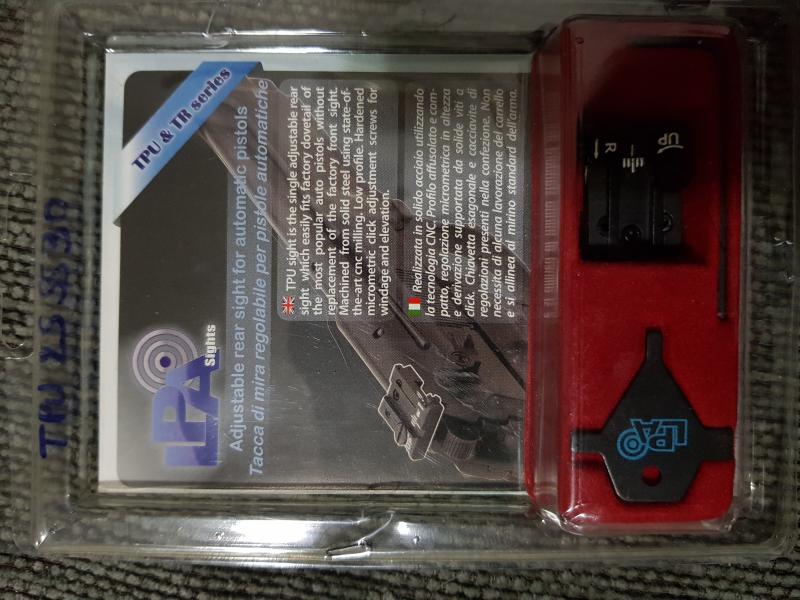 TPU & TR series
LPA
Sights
Adjustable rear sight for automatic pistols
Tacca di mira regolabile per pistole automatiche
TPU sight is the single adjustable rear
sight which easily fits factory dovetail of
the most popular auto pistols without
replacement of the factory front sight.
Machined from solid steel using state-of-
the-art cnc milling. Low profile. Hardened
micrometric click adjustment screws for
windage and elevation.
Realizzata in solido acciaio utilizzando
la tecnologia CNC. Profilo affusolato e com-
patto, regolazione micrometrica in altezza
e derivazione supportata da solide viti a
click. Chiavetta esagonale e cacciavite di
regolazioni presenti nella confezione. Non
necessita di alcuna lavorazione del carrello
e si allinea di mirino standard dell'arma.
UP
R
LPA